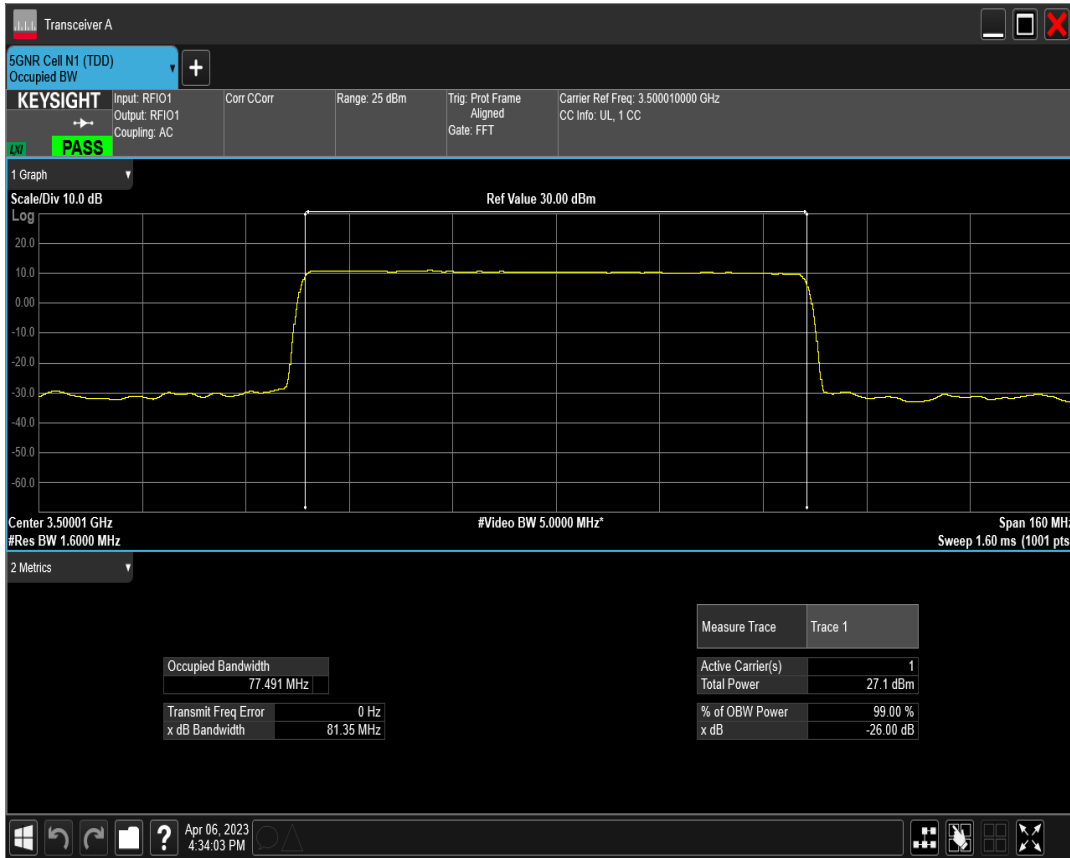 Transceiver A
5GNR Cell N1 (TDD)
Occupied BW
KEYSIGHT
LXI
PASS
Input: RFIO1
Output: RFIO1
Coupling: AC
Corr CCorr
Range: 25 dBm
Trig: Prot Frame
Aligned
Gate: FFT
Carrier Ref Freq: 3.500010000 GHz
CC Info: UL, 1 CC
1 Graph
Scale/Div 10.0 dB
Ref Value 30.00 dBm
Log
20.0
10.0
0.00
-10.0
-20.0
-30.0
-40.0
-50.0
-60.0
Center 3.50001 GHz
#Video BW 5.0000 MHz*
Span 160 MHz
#Res BW 1.6000 MHz
Sweep 1.60 ms (1001 pts
2 Metrics
Measure Trace Trace 1
Occupied Bandwidth
77.491 MHz
Active Carrier(s) 1
Total Power 27.1 dBm
Transmit Freq Error 0 Hz
x dB Bandwidth 81.35 MHz
% of OBW Power 99.00 %
x dB -26.00 dB
?
Apr 06, 2023
4:34:03 PM